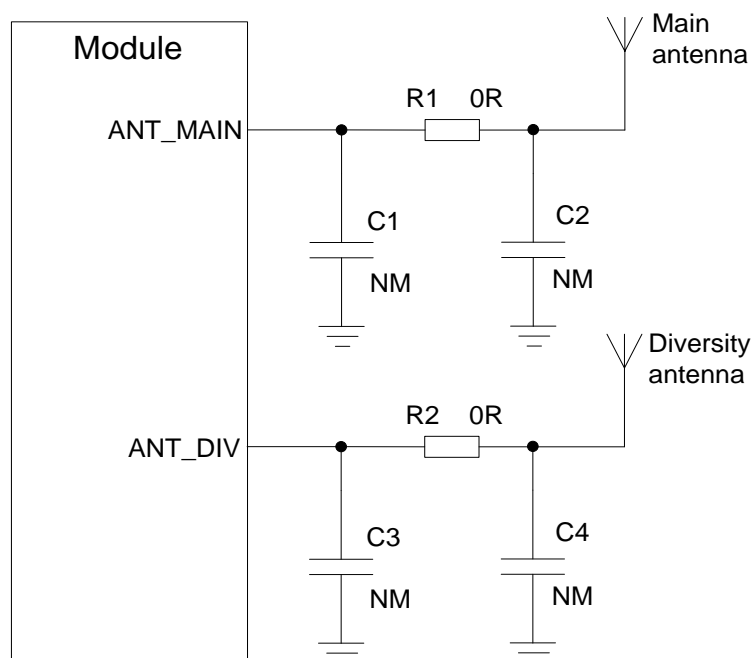 Module
Main
antenna
R1 0R
ANT_MAIN
C1
C2
NM
NM
Diversity
antenna
R2 0R
ANT_DIV
C3
C4
NM
NM